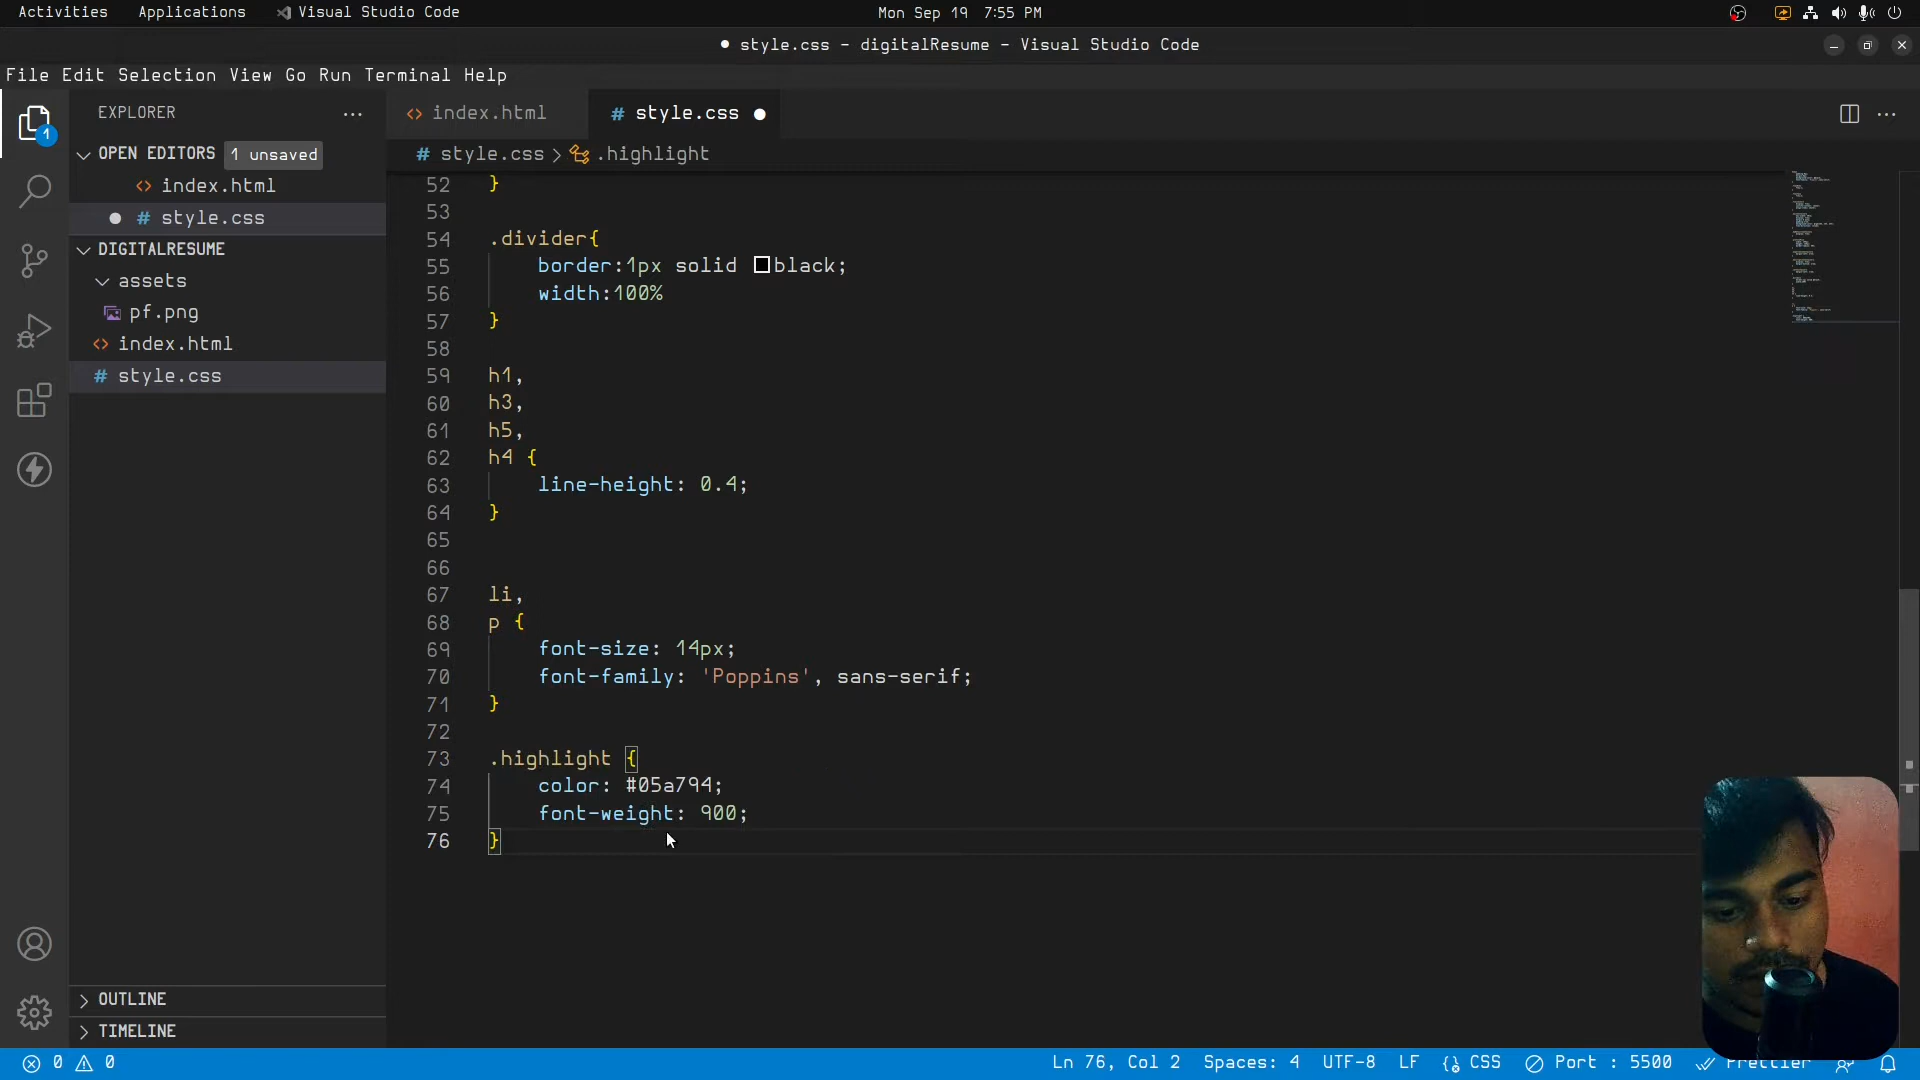 Activities Applications Visual Studio Code Mon Sep 19 7:55 PM
● style.css - digitalResume - Visual Studio Code
File Edit Selection View Go Run Terminal Help
EXPLORER
1
OPEN EDITORS 1 unsaved
index.html
# style.css
DIGITALRESUME
assets
pf.png
index.html
# style.css
OUTLINE
TIMELINE
index.html # style.css ●
# style.css > .highlight
52 }
53
54 .divider{
55 border:1px solid black;
56 width:100%
57 }
58
59 h1,
60 h3,
61 h5,
62 h4 {
63 line-height: 0.4;
64 }
65
66
67 li,
68 p {
69 font-size: 14px;
70 font-family: 'Poppins', sans-serif;
71 }
72
73 .highlight {
74 color: #05a794;
75 font-weight: 900;
76 }
0 0 Ln 76, Col 2 Spaces: 4 UTF-8 LF CSS Port : 5500 Prettier